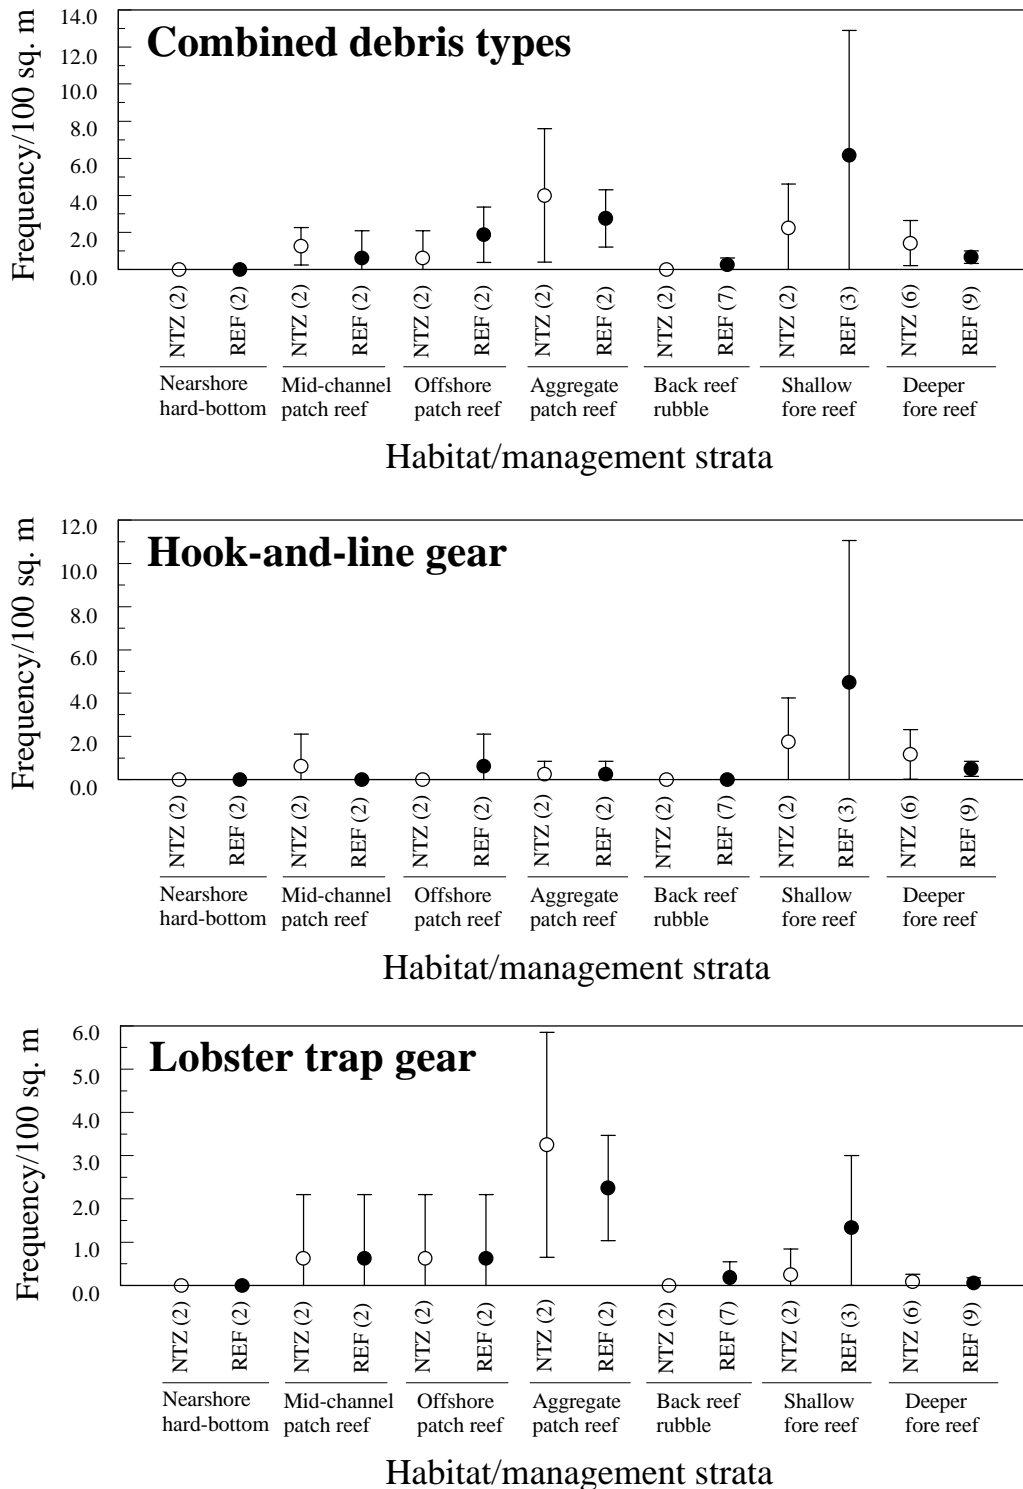 Combined debris types
Frequency/100 sq. m
14.0
12.0
10.0
8.0
6.0
4.0
2.0
0.0
NTZ (2)
REF (2)
NTZ (2)
REF (2)
NTZ (2)
REF (2)
NTZ (2)
REF (2)
NTZ (2)
REF (7)
NTZ (2)
REF (3)
NTZ (6)
REF (9)
Nearshore
hard-bottom
Mid-channel
patch reef
Offshore
patch reef
Aggregate
patch reef
Back reef
rubble
Shallow
fore reef
Deeper
fore reef
Habitat/management strata
Hook-and-line gear
Frequency/100 sq. m
12.0
10.0
8.0
6.0
4.0
2.0
0.0
NTZ (2)
REF (2)
NTZ (2)
REF (2)
NTZ (2)
REF (2)
NTZ (2)
REF (2)
NTZ (2)
REF (7)
NTZ (2)
REF (3)
NTZ (6)
REF (9)
Nearshore
hard-bottom
Mid-channel
patch reef
Offshore
patch reef
Aggregate
patch reef
Back reef
rubble
Shallow
fore reef
Deeper
fore reef
Habitat/management strata
Lobster trap gear
Frequency/100 sq. m
6.0
5.0
4.0
3.0
2.0
1.0
0.0
NTZ (2)
REF (2)
NTZ (2)
REF (2)
NTZ (2)
REF (2)
NTZ (2)
REF (2)
NTZ (2)
REF (7)
NTZ (2)
REF (3)
NTZ (6)
REF (9)
Nearshore
hard-bottom
Mid-channel
patch reef
Offshore
patch reef
Aggregate
patch reef
Back reef
rubble
Shallow
fore reef
Deeper
fore reef
Habitat/management strata